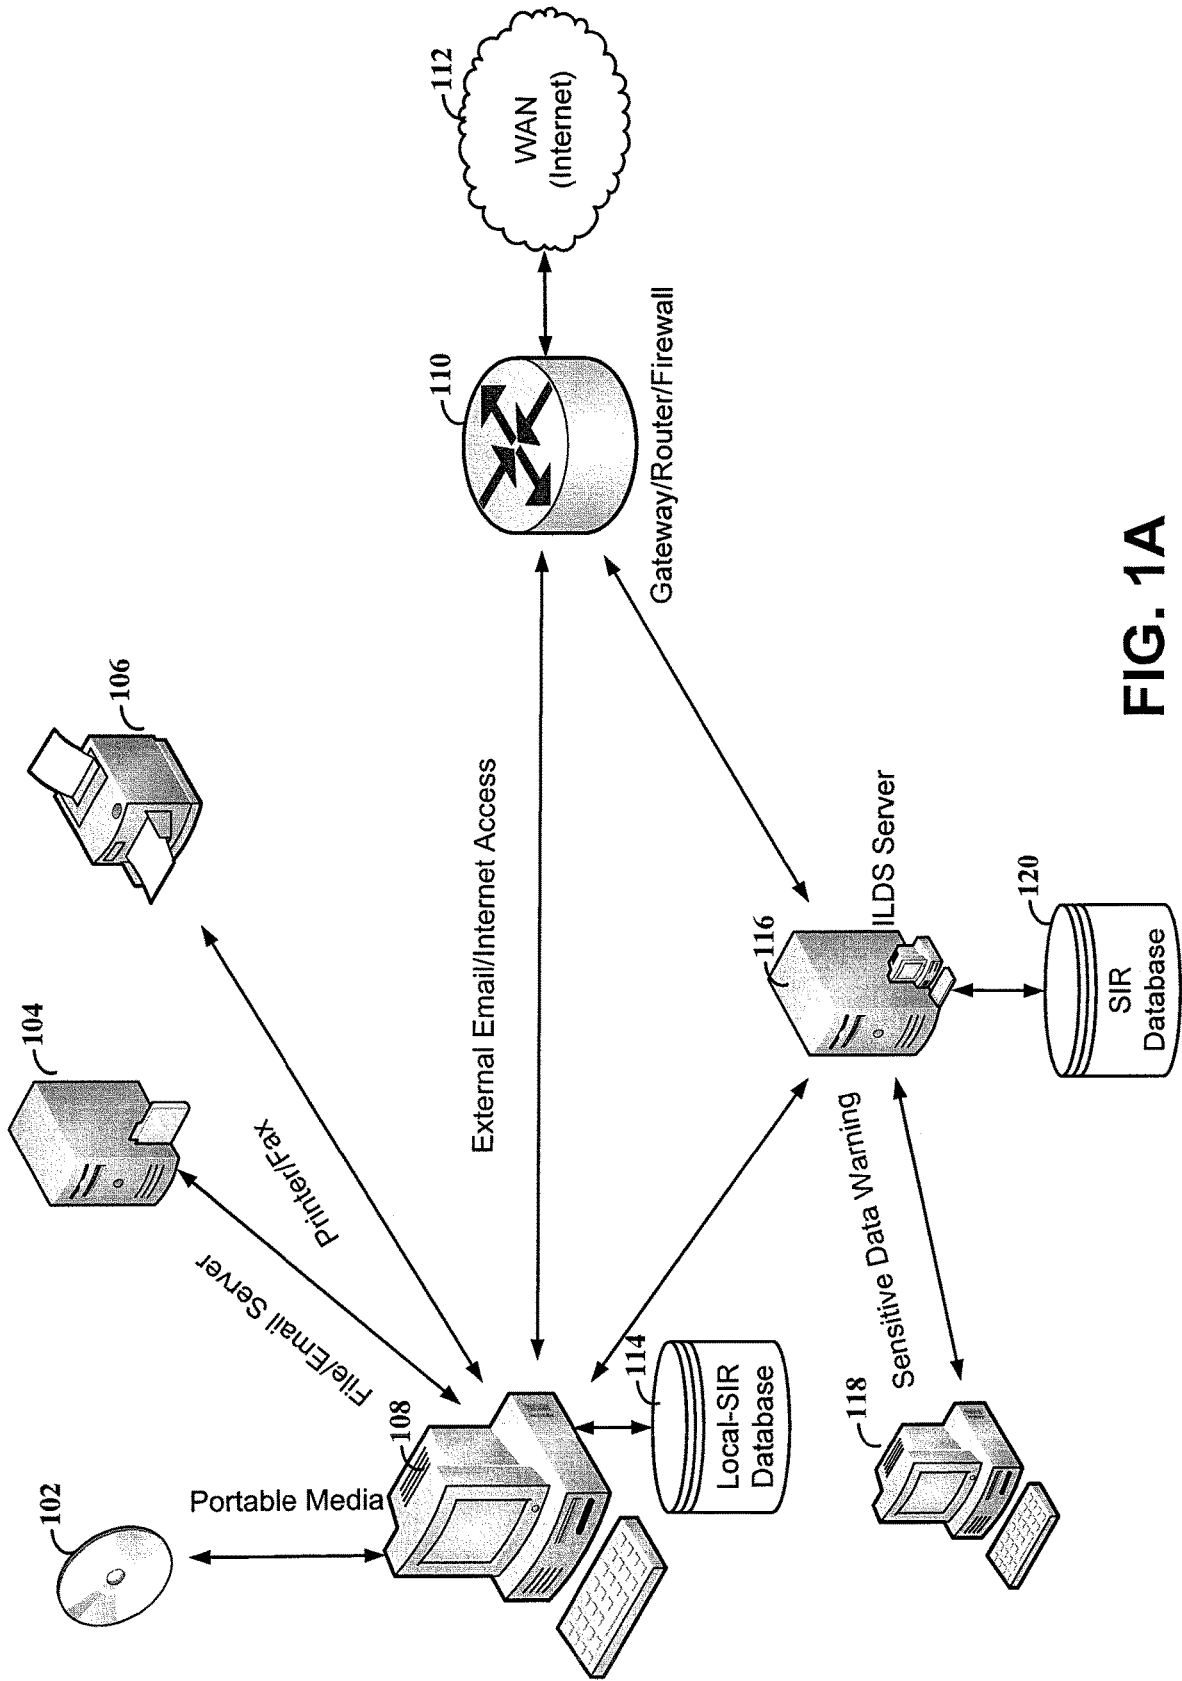 102
Portable Media
104
File/Email Server
106
Printer/Fax
108
External Email/Internet Access
110
Gateway/Router/Firewall
112
WAN
(Internet)
114
Local-SIR
Database
116
ILDS Server
118
Sensitive Data Warning
120
SIR
Database
FIG. 1A